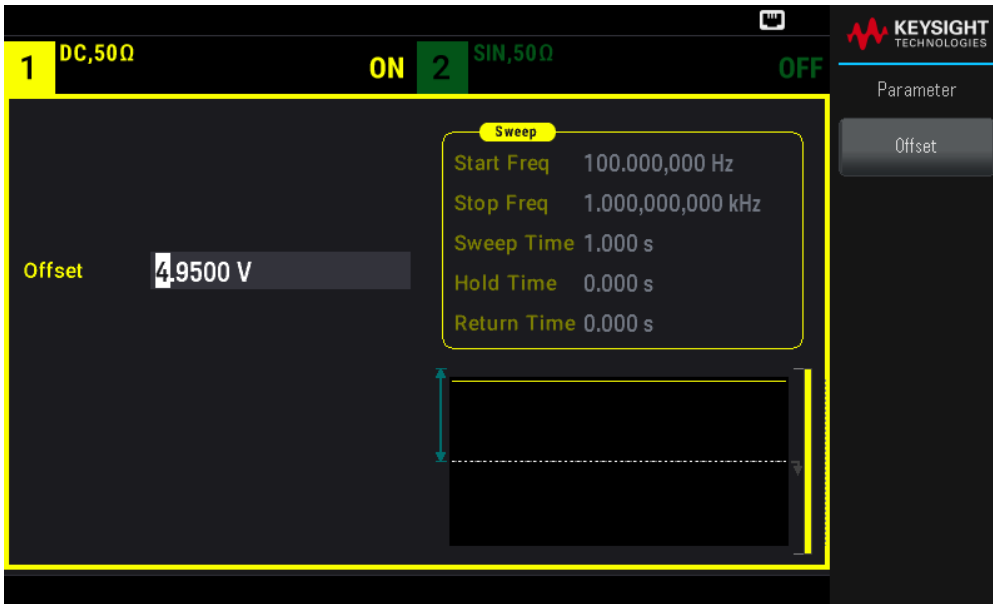 KEYSIGHT
TECHNOLOGIES
1 DC,50Ω ON
2 SIN,50Ω OFF
Parameter
Offset
Sweep
Start Freq 100.000,000 Hz
Stop Freq 1.000,000,000 kHz
Sweep Time 1.000 s
Hold Time 0.000 s
Return Time 0.000 s
Offset 4.9500 V